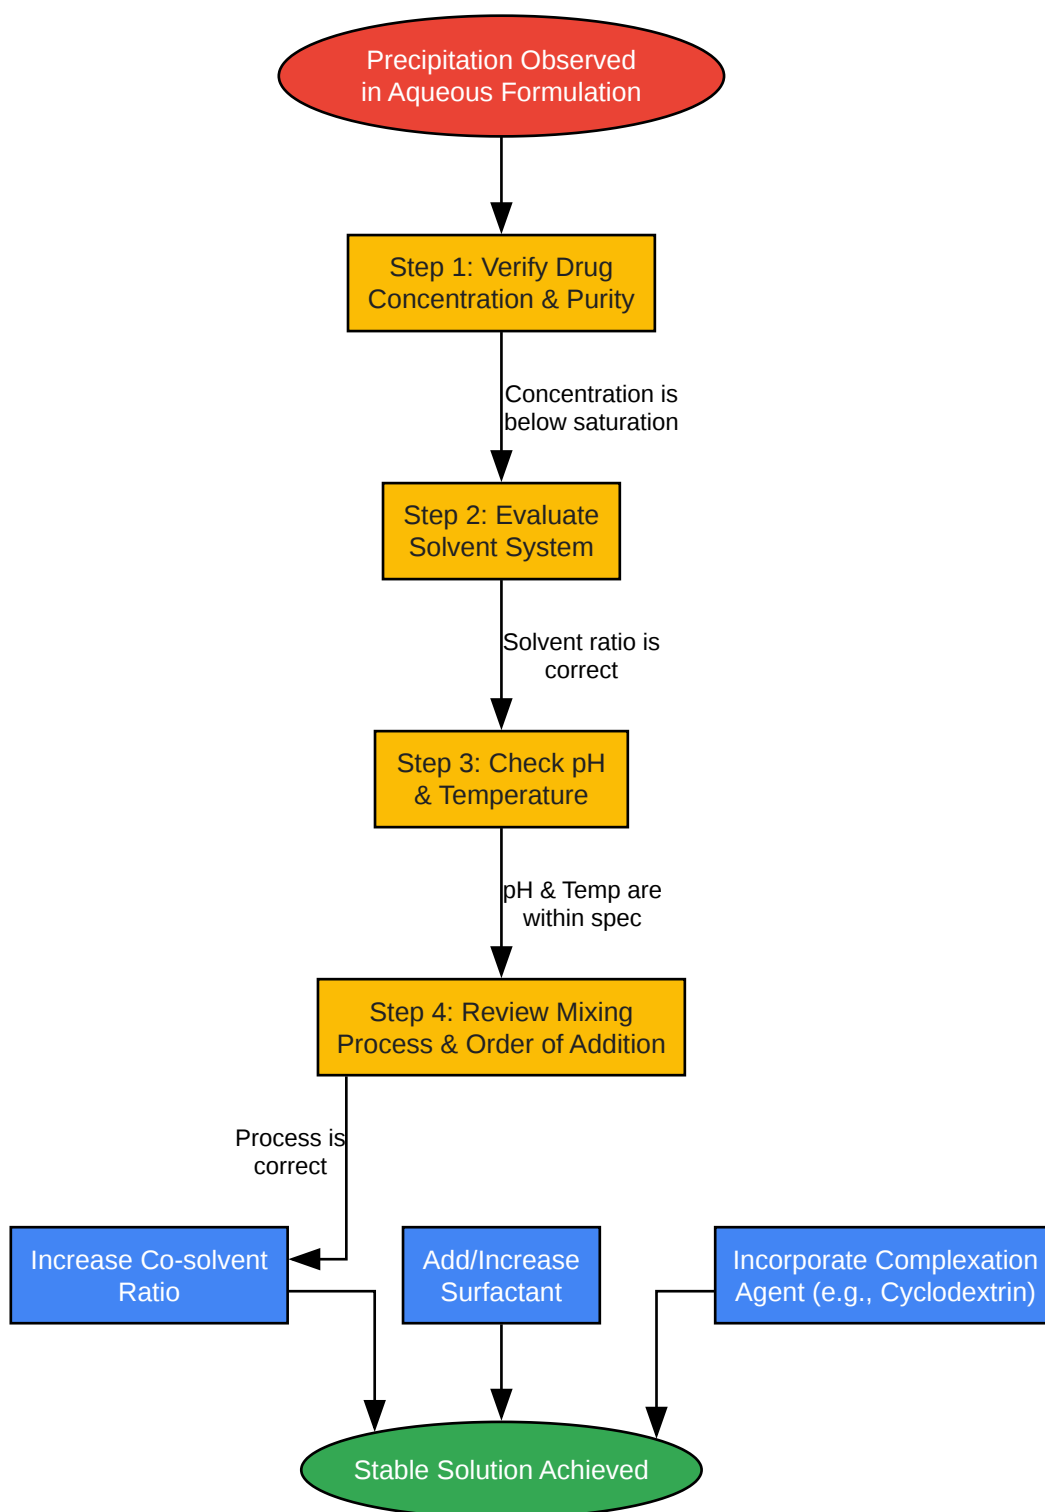 Precipitation Observed
in Aqueous Formulation
Step 1: Verify Drug
Concentration & Purity
Concentration is
below saturation
Step 2: Evaluate
Solvent System
Solvent ratio is
correct
Step 3: Check pH
& Temperature
pH & Temp are
within spec
Step 4: Review Mixing
Process & Order of Addition
Process is
correct
Increase Co-solvent
Ratio
Add/Increase
Surfactant
Incorporate Complexation
Agent (e.g., Cyclodextrin)
Stable Solution Achieved